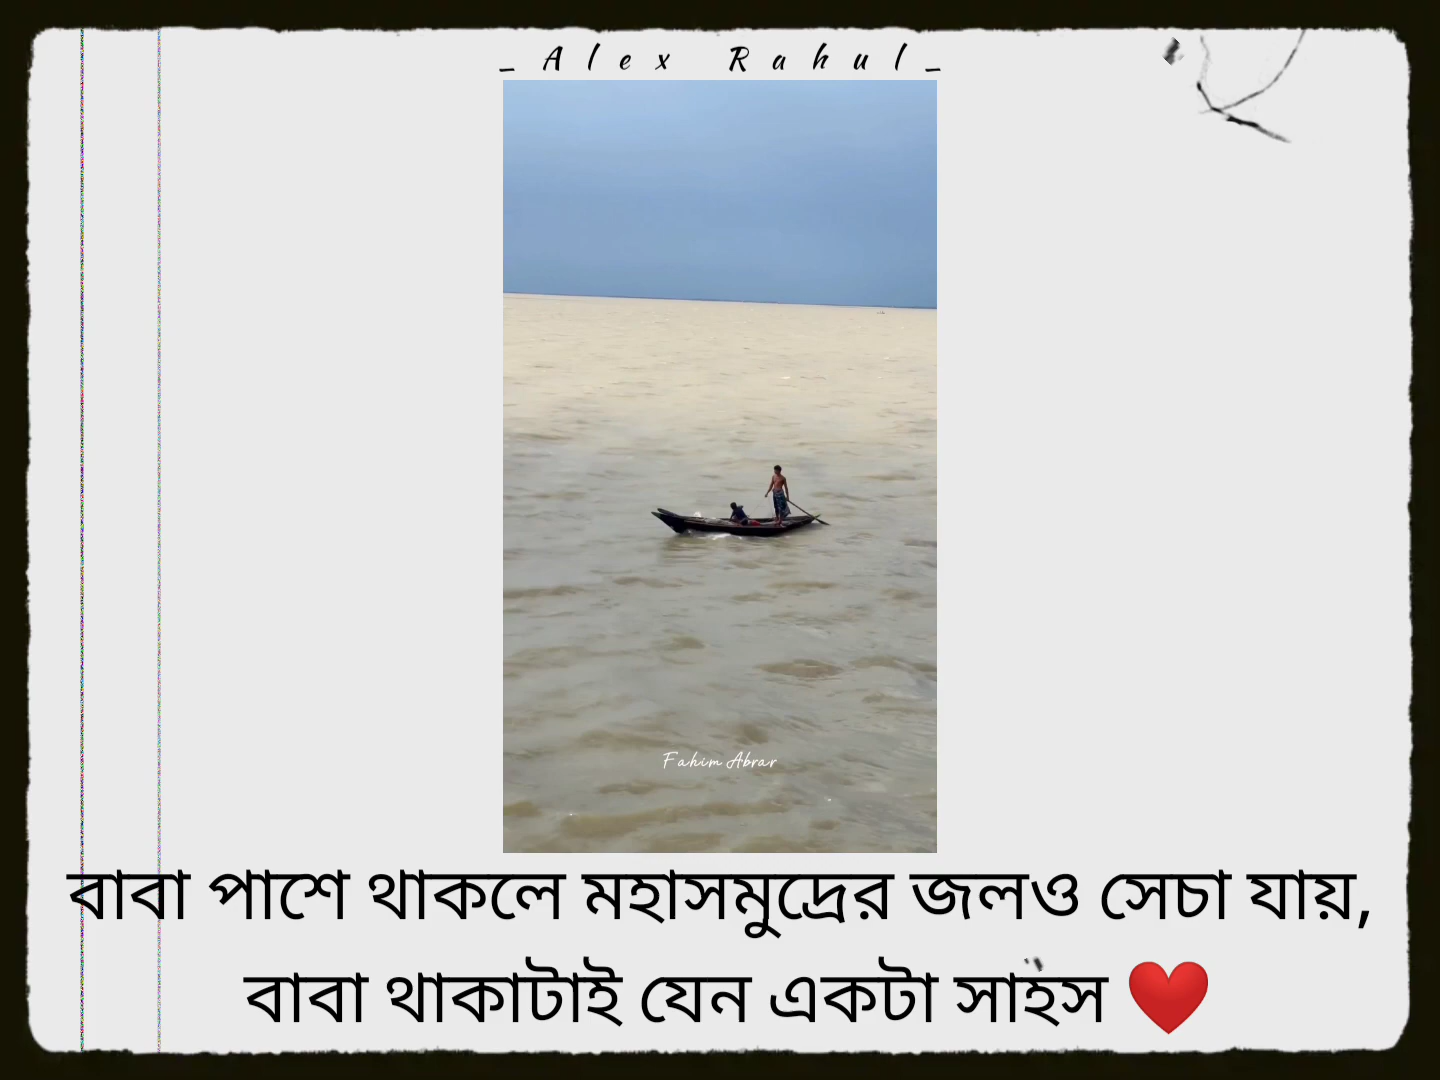 _Alex Rahul_
Fahim Abrar
বাবা পাশে থাকলে মহাসমুদ্রের জলও সেচা যায়,
বাবা থাকাটাই যেন একটা সাহস ❤️